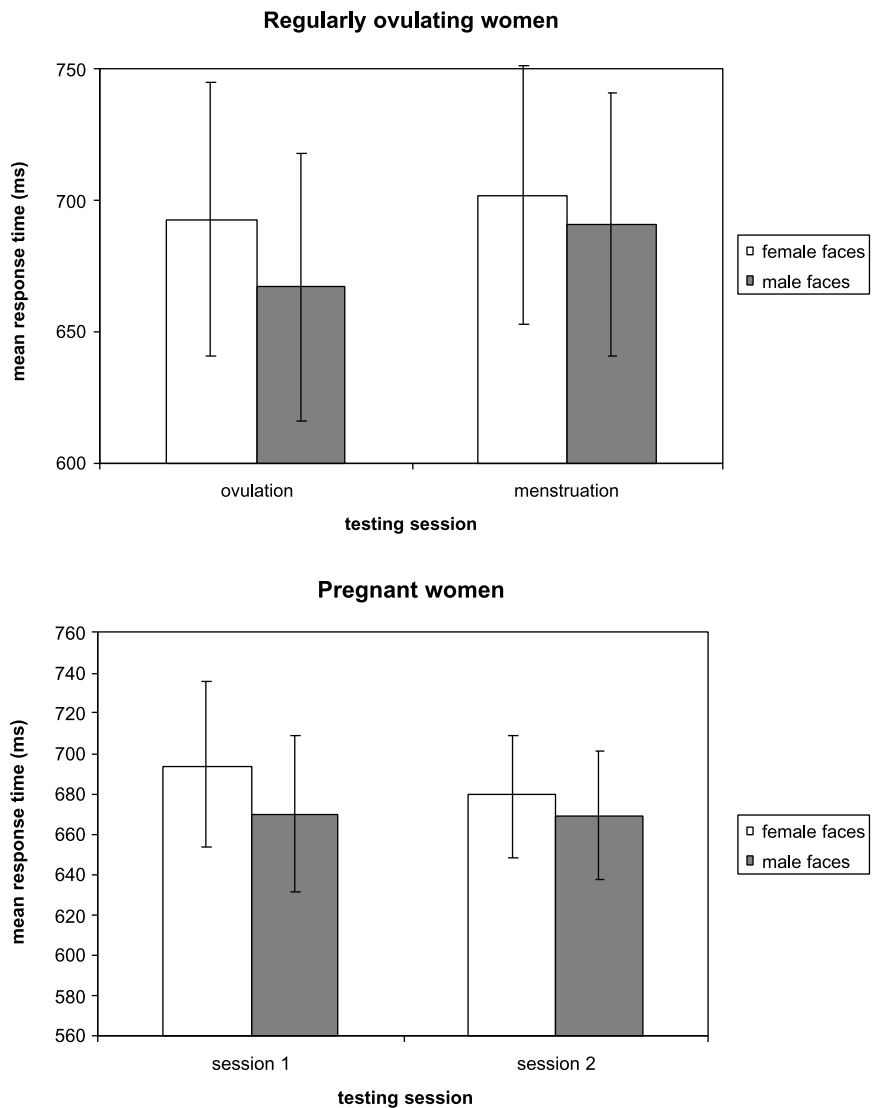 Regularly ovulating women
750
700
650
600
mean response time (ms)
ovulation
menstruation
testing session
female faces
male faces
Pregnant women
760
740
720
700
680
660
640
620
600
580
560
mean response time (ms)
session 1
session 2
testing session
female faces
male faces